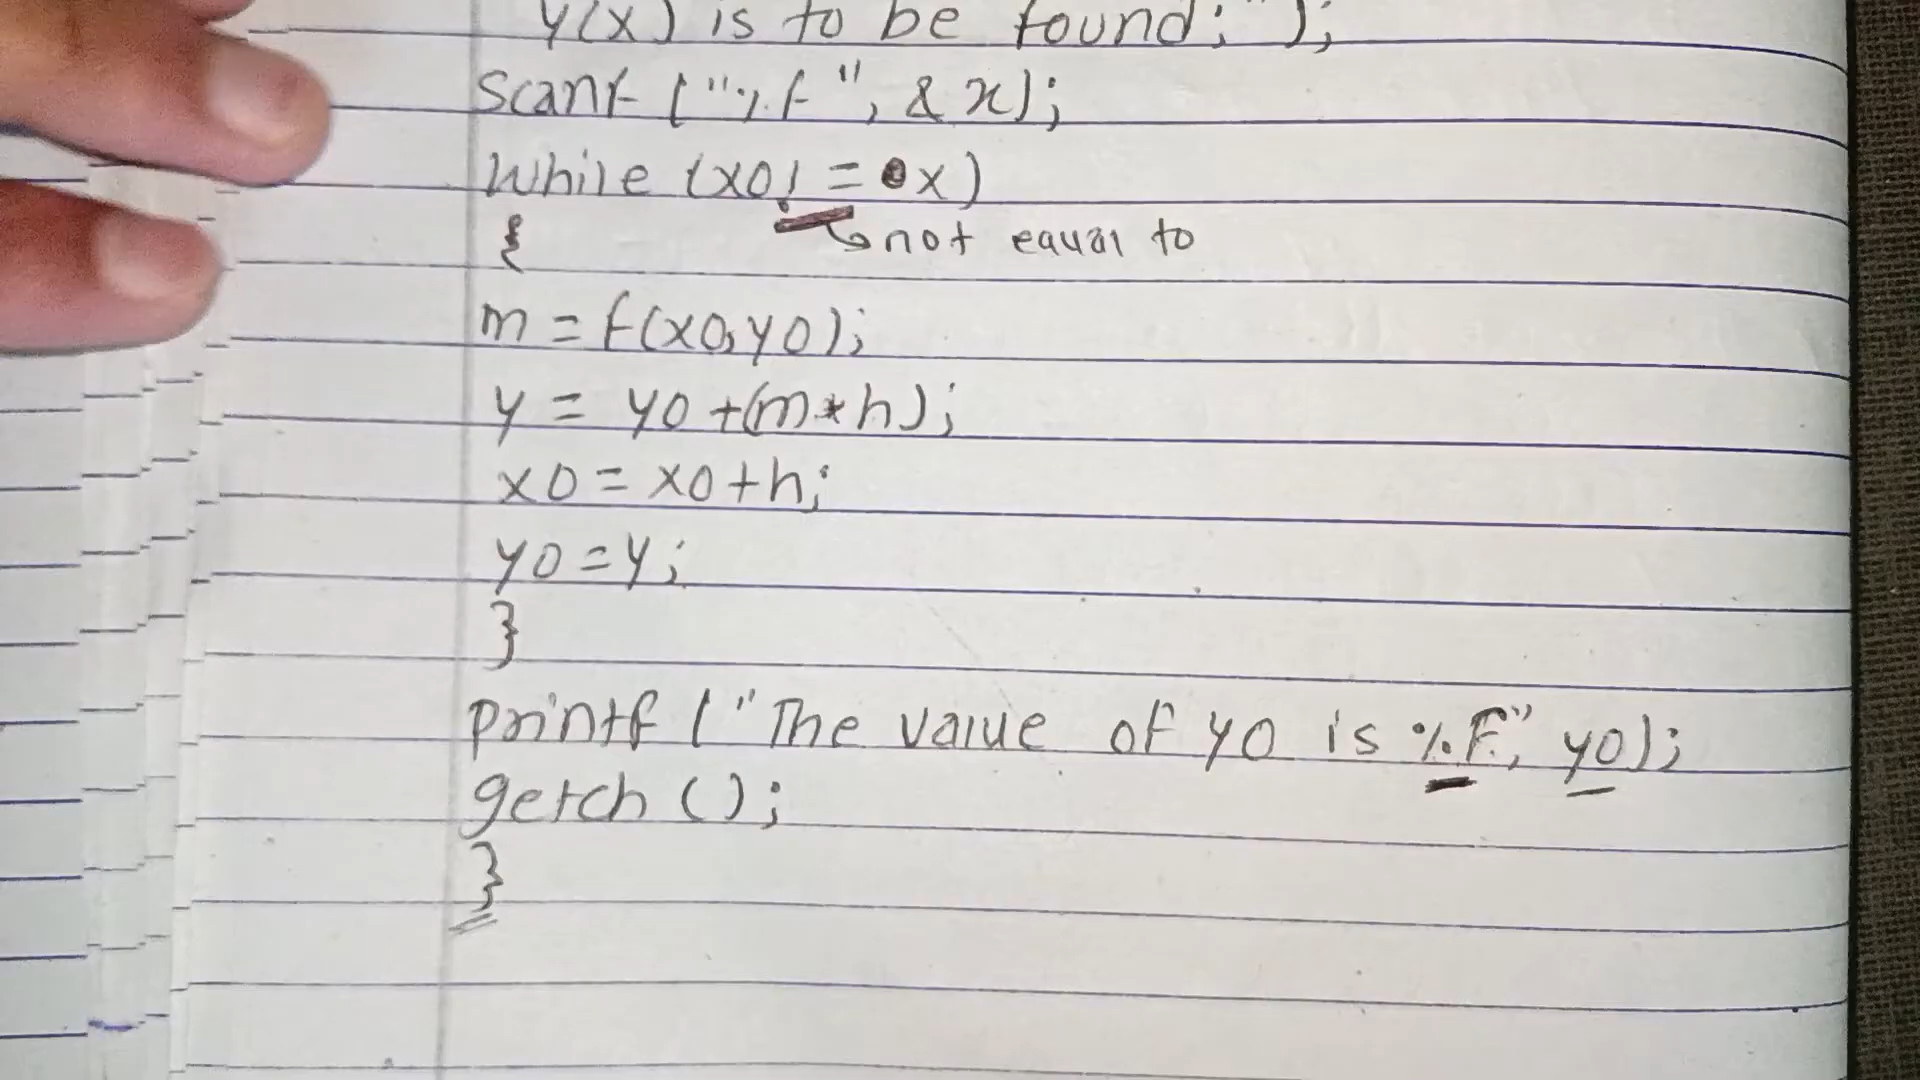 y(x) is to be found: ");
scanf ("%f", &x);
while (x0! = x)
{
not equal to
m = f(x0,y0);
y = y0 +(m*h);
x0 = x0+h;
y0 = y;
}
printf ("The value of y0 is %f", y0);
getch ();
}